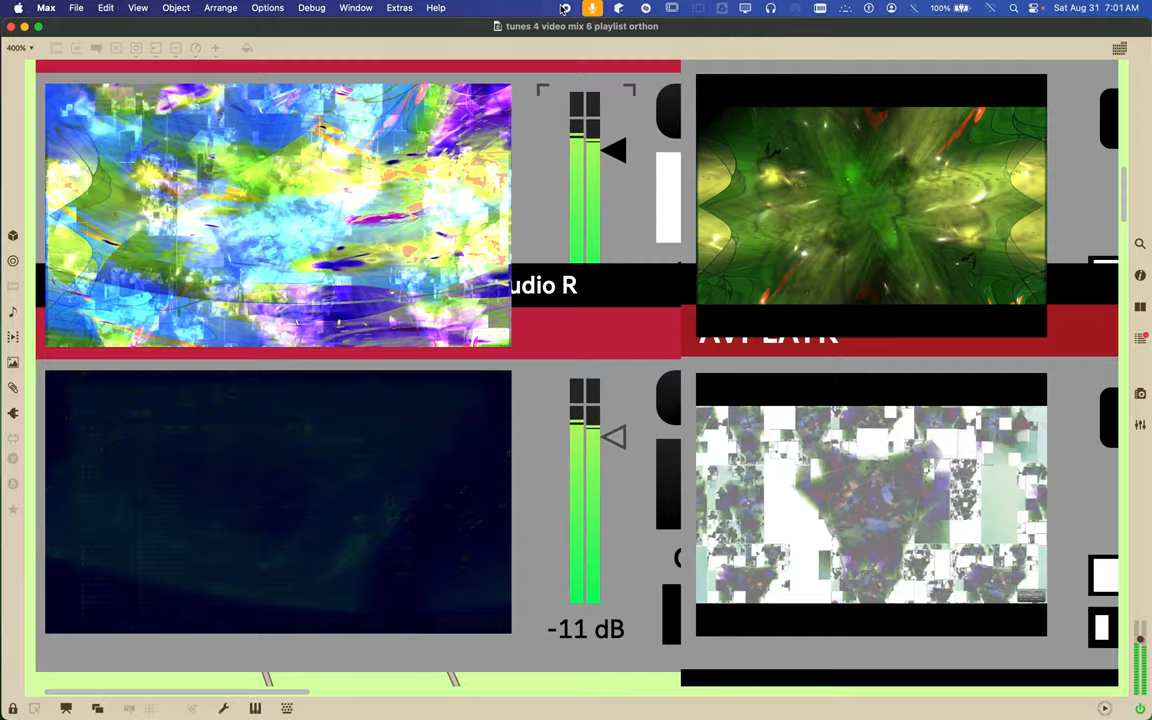 Max File Edit View Object Arrange Options Debug Window Extras Help 100% Sat Aug 31 7:01 AM
tunes 4 video mix 6 playlist orthon
400%
udio R
-11 dB